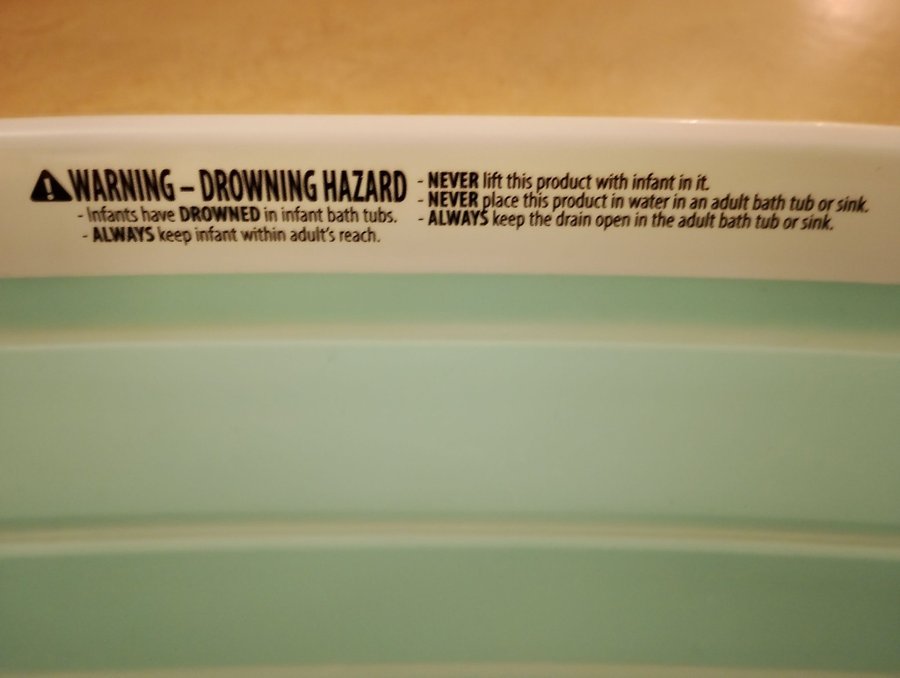 WARNING – DROWNING HAZARD
- Infants have DROWNED in infant bath tubs.
- ALWAYS keep infant within adult's reach.
- NEVER lift this product with infant in it.
- NEVER place this product in water in an adult bath tub or sink.
- ALWAYS keep the drain open in the adult bath tub or sink.